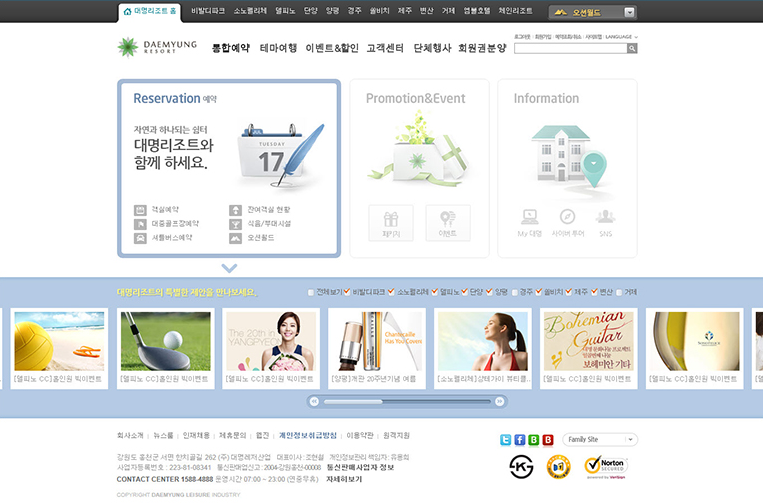 대명리조트 홈 비발디파크 소노펠리체 델피노 단양 양평 경주 쏠비치 제주 변산 거제 엠블호텔 체인리조트 오션월드
DAEMYUNG
RESORT
통합예약 테마여행 이벤트&할인 고객센터 단체행사 회원권분양
로그아웃 회원가입 예약조회/취소 사이트맵 LANGUAGE
Reservation 예약
자연과 하나되는 쉼터
대명리조트와
함께 하세요.
TUESDAY
17
객실예약 잔여객실 현황
대중골프장예약 식음/부대시설
셔틀버스예약 오션월드
Promotion&Event
패키지 이벤트
Information
My 대명 사이버 투어 SNS
대명리조트의 특별한 제안을 만나보세요.
전체보기 비발디파크 소노펠리체 델피노 단양 양평 경주 쏠비치 제주 변산 거제
The 20th in
YANGPYEONG
Chantecaille
Has You Covers
Bohemian
Guitar
보헤미안 기타
[델피노 CC]홀인원 빅이벤트
[델피노 CC]홀인원 빅이벤트
[델피노 CC]홀인원 빅이벤트
[양평]개관 20주년기념 여름
[소노펠리체]샹테카이 뷰티클...
[델피노 CC]홀인원 빅이벤트
[델피노 CC]홀인원 빅이벤트
회사소개 뉴스룸 인재채용 제휴문의 웹진 개인정보취급방침 이용약관 원격지원
강원도 홍천군 서면 한치골길 262 (주) 대명레저산업 대표이사: 조현철 개인정보관리 책임자: 류용희
사업자등록번호 : 223-81-08341 통신판매업신고 : 2004-강원홍천-00008 통신판매사업자 정보
CONTACT CENTER 1588-4888 운영시간 07:00 ~ 23:00 (연중무휴) 자세히보기
COPYRIGHT DAEMYUNG LEISURE INDUSTRY
Family Site
Norton
SECURED
powered by VeriSign